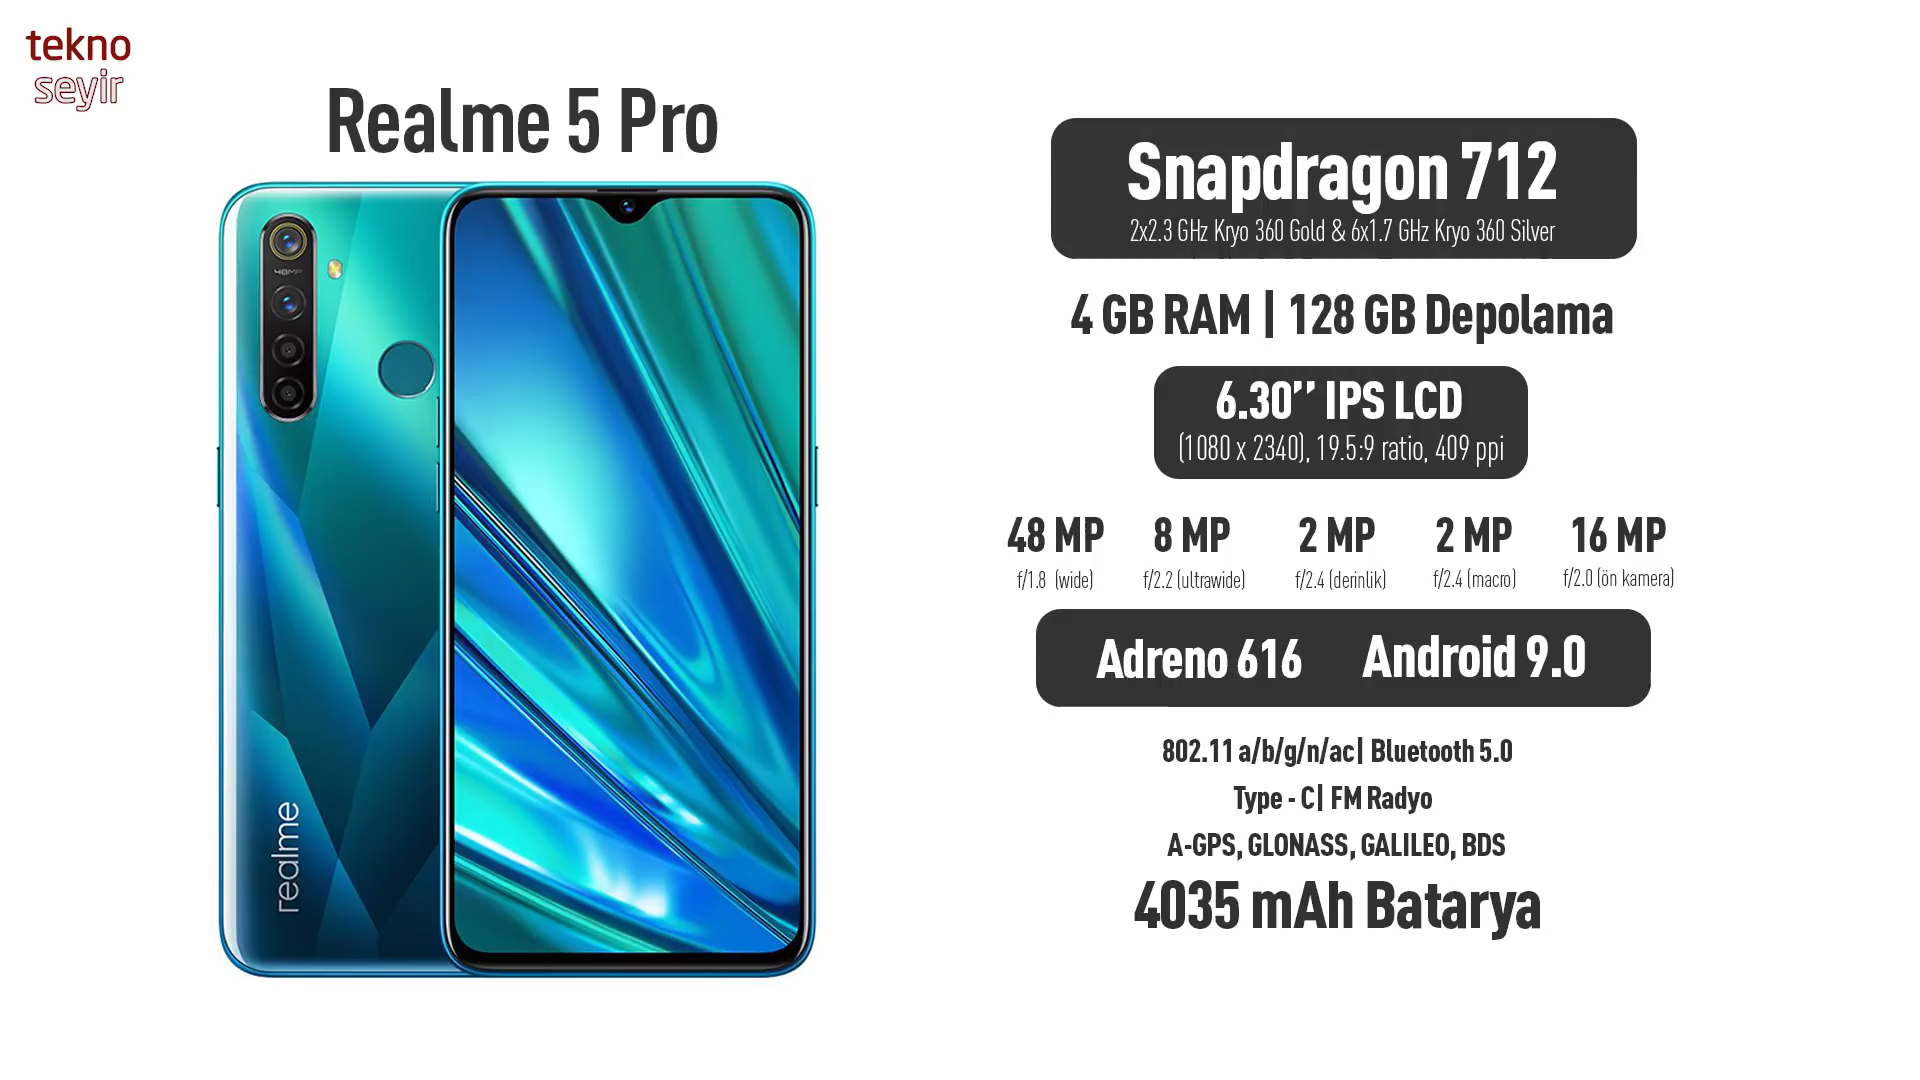 tekno
seyir
Realme 5 Pro
48MP
realme
Snapdragon 712
2x2.3 GHz Kryo 360 Gold & 6x1.7 GHz Kryo 360 Silver
4 GB RAM | 128 GB Depolama
6.30’’ IPS LCD
(1080 x 2340), 19.5:9 ratio, 409 ppi
48 MP 8 MP 2 MP 2 MP 16 MP
f/1.8 (wide) f/2.2 (ultrawide) f/2.4 (derinlik) f/2.4 (macro) f/2.0 (ön kamera)
Adreno 616 Android 9.0
802.11 a/b/g/n/ac| Bluetooth 5.0
Type - C| FM Radyo
A-GPS, GLONASS, GALILEO, BDS
4035 mAh Batarya